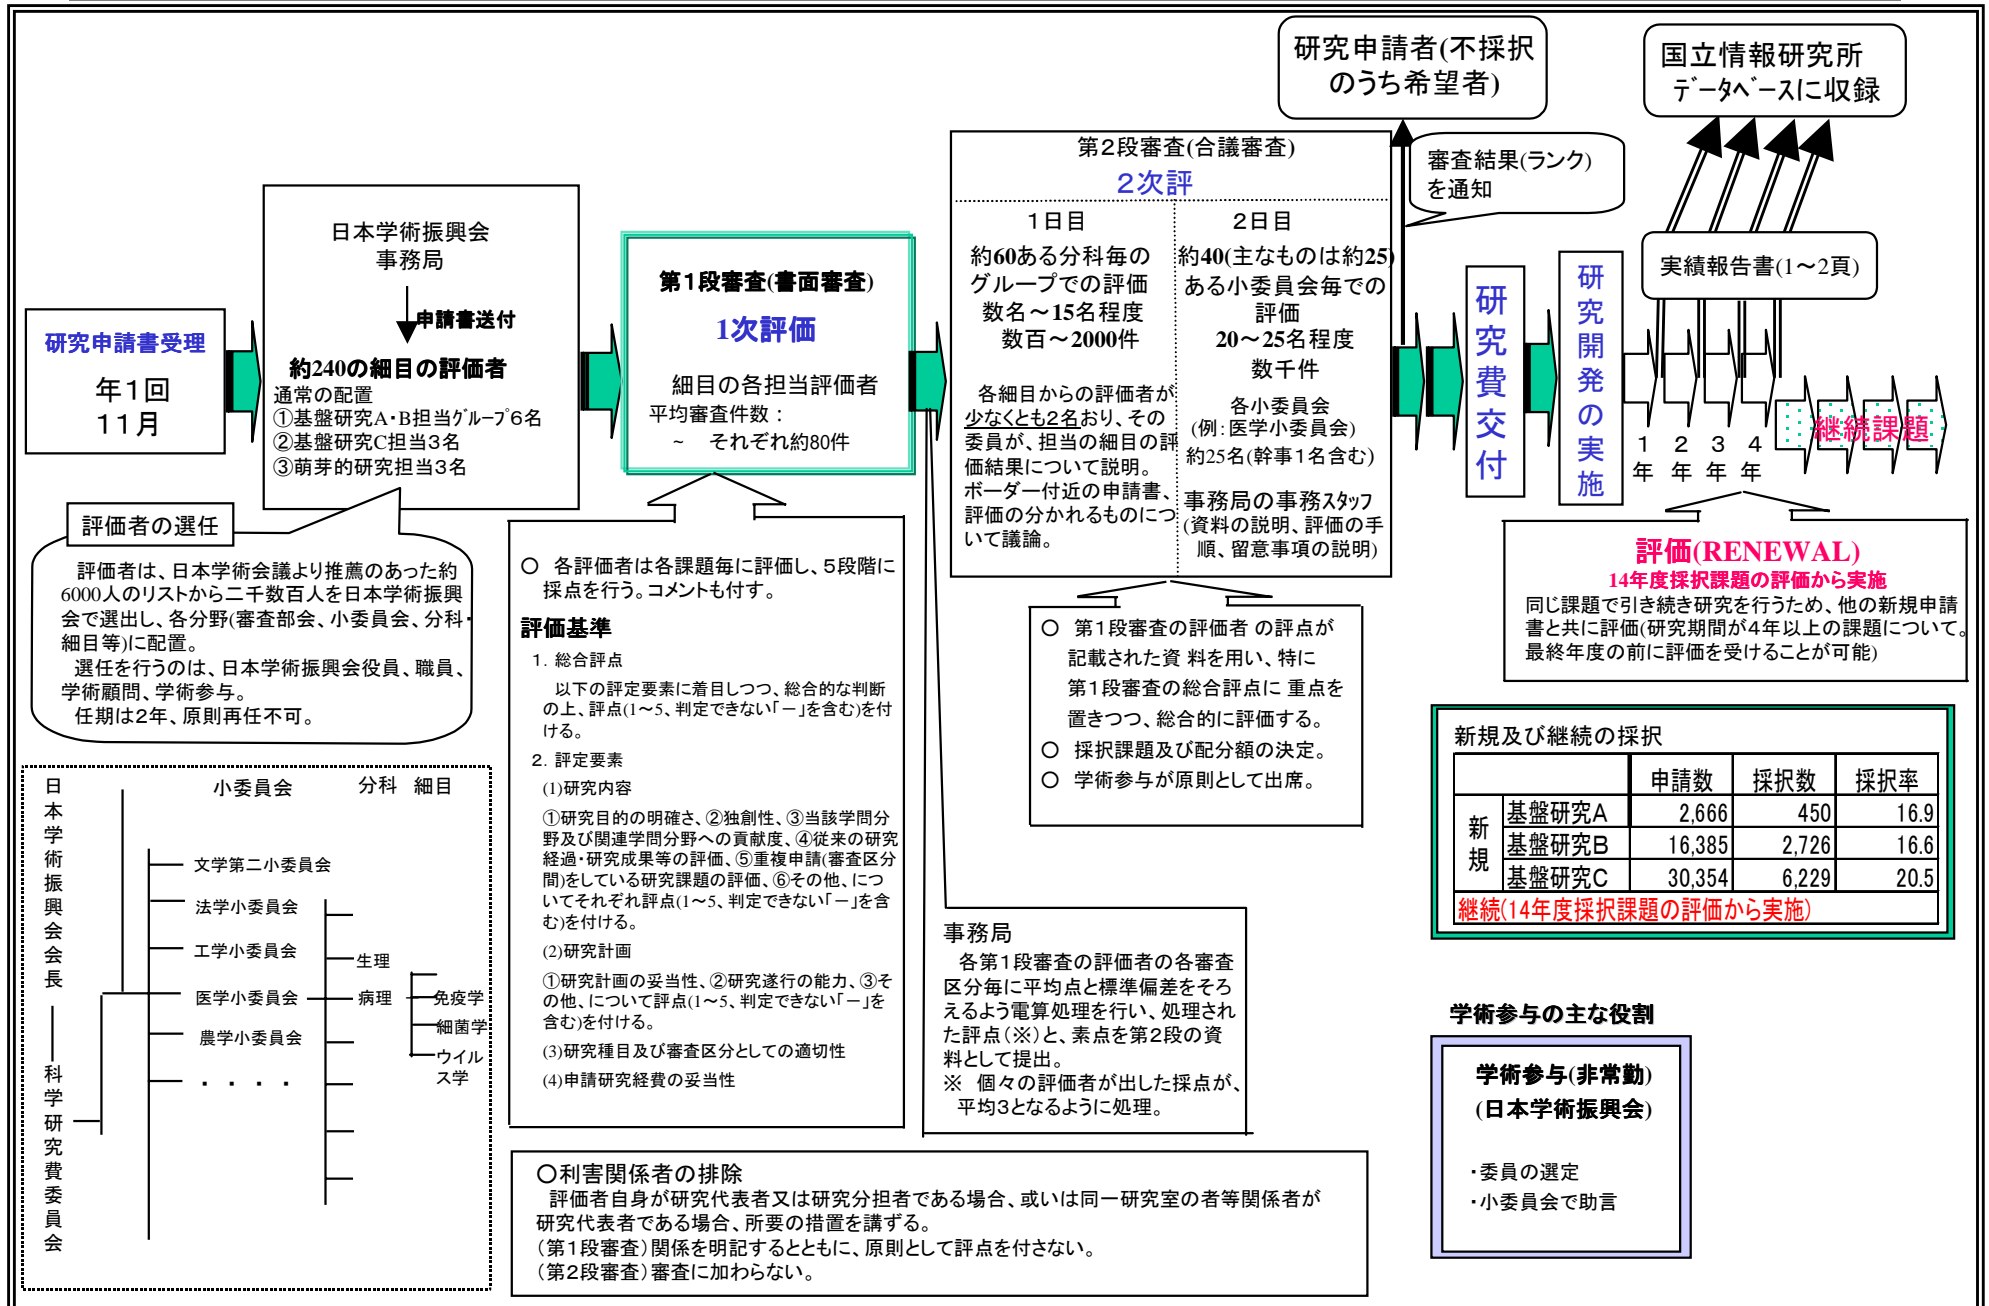 研究申請者(不採択
のうち希望者)
国立情報研究所
データベースに収録
審査結果(ランク)
を通知
実績報告書(1～2頁)
研究申請書受理
年1回
11月
日本学術振興会
事務局
申請書送付
約240の細目の評価者
通常の配置
①基盤研究A・B担当グループ6名
②基盤研究C担当3名
③萌芽的研究担当3名
第1段審査(書面審査)
1次評価
細目の各担当評価者
平均審査件数：
~ それぞれ約80件
第2段審査(合議審査)
2次評
1日目
約60ある分科毎の
グループでの評価
数名～15名程度
数百～2000件
各細目からの評価者が
少なくとも2名おり、その
委員が、担当の細目の評
価結果について説明。
ボーダー付近の申請書、
評価の分かれるものにつ
いて議論。
2日目
約40(主なものは約25)
ある小委員会毎での
評価
20～25名程度
数千件
各小委員会
(例：医学小委員会)
約25名(幹事1名含む)
事務局の事務スタッフ
(資料の説明、評価の手
順、留意事項の説明)
研究費交付
研究開発の実施
1年
2年
3年
4年
継続課題
評価者の選任
評価者は、日本学術会議より推薦のあった約
6000人のリストから二千数百人を日本学術振興
会で選出し、各分野(審査部会、小委員会、分科・
細目等)に配置。
選任を行うのは、日本学術振興会役員、職員、
学術顧問、学術参与。
任期は2年、原則再任不可。
○ 各評価者は各課題毎に評価し、5段階に
採点を行う。コメントも付す。
評価基準
1. 総合評点
以下の評定要素に着目しつつ、総合的な判断
の上、評点(1～5、判定できない「－」を含む)を付
ける。
2. 評定要素
(1)研究内容
①研究目的の明確さ、②独創性、③当該学問分
野及び関連学問分野への貢献度、④従来の研究
経過・研究成果等の評価、⑤重複申請(審査区分
間)をしている研究課題の評価、⑥その他、につ
いてそれぞれ評点(1～5、判定できない「－」を含
む)を付ける。
(2)研究計画
①研究計画の妥当性、②研究遂行の能力、③そ
の他、について評点(1～5、判定できない「－」を
含む)を付ける。
(3)研究種目及び審査区分としての適切性
(4)申請研究経費の妥当性
○ 第1段審査の評価者 の評点が
記載された資 料を用い、特に
第1段審査の総合評点に 重点を
置きつつ、総合的に評価する。
○ 採択課題及び配分額の決定。
○ 学術参与が原則として出席。
事務局
各第1段審査の評価者の各審査
区分毎に平均点と標準偏差をそろ
えるよう電算処理を行い、処理され
た評点(※)と、素点を第2段の資
料として提出。
※ 個々の評価者が出した採点が、
平均3となるように処理。
評価(RENEWAL)
14年度採択課題の評価から実施
同じ課題で引き続き研究を行うため、他の新規申請
書と共に評価(研究期間が4年以上の課題について。
最終年度の前に評価を受けることが可能)
新規及び継続の採択
申請数 採択数 採択率
新規
基盤研究A 2,666 450 16.9
基盤研究B 16,385 2,726 16.6
基盤研究C 30,354 6,229 20.5
継続(14年度採択課題の評価から実施)
日本学術振興会会長
科学研究費委員会
小委員会 分科 細目
文学第二小委員会
法学小委員会
工学小委員会
医学小委員会
農学小委員会
・・・・
生理
病理
免疫学
細菌学
ウイル
ス学
○利害関係者の排除
評価者自身が研究代表者又は研究分担者である場合、或いは同一研究室の者等関係者が
研究代表者である場合、所要の措置を講ずる。
(第1段審査)関係を明記するとともに、原則として評点を付さない。
(第2段審査)審査に加わらない。
学術参与の主な役割
学術参与(非常勤)
(日本学術振興会)
・委員の選定
・小委員会で助言